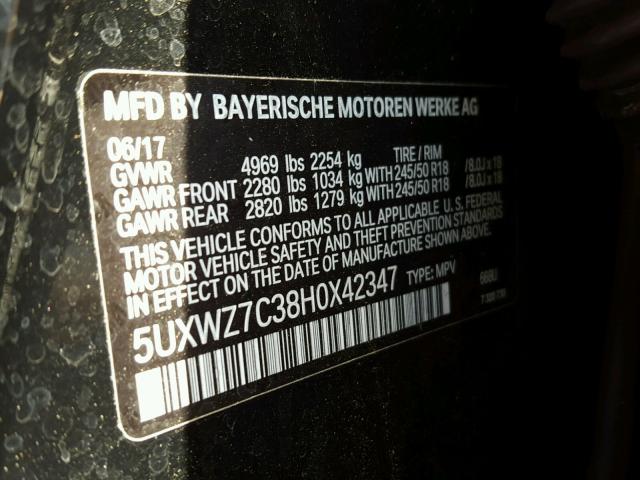 MFD BY BAYERISCHE MOTOREN WERKE AG
06/17 TIRE / RIM
GVWR 4969 lbs 2254 kg
GAWR FRONT 2280 lbs 1034 kg WITH 245/50 R18 /8.0J x 18
GAWR REAR 2820 lbs 1279 kg WITH 245/50 R18 /8.0J x 18
THIS VEHICLE CONFORMS TO ALL APPLICABLE U.S. FEDERAL
MOTOR VEHICLE SAFETY AND THEFT PREVENTION STANDARDS
IN EFFECT ON THE DATE OF MANUFACTURE SHOWN ABOVE.
5UXWZ7C38H0X42347 TYPE: MPV